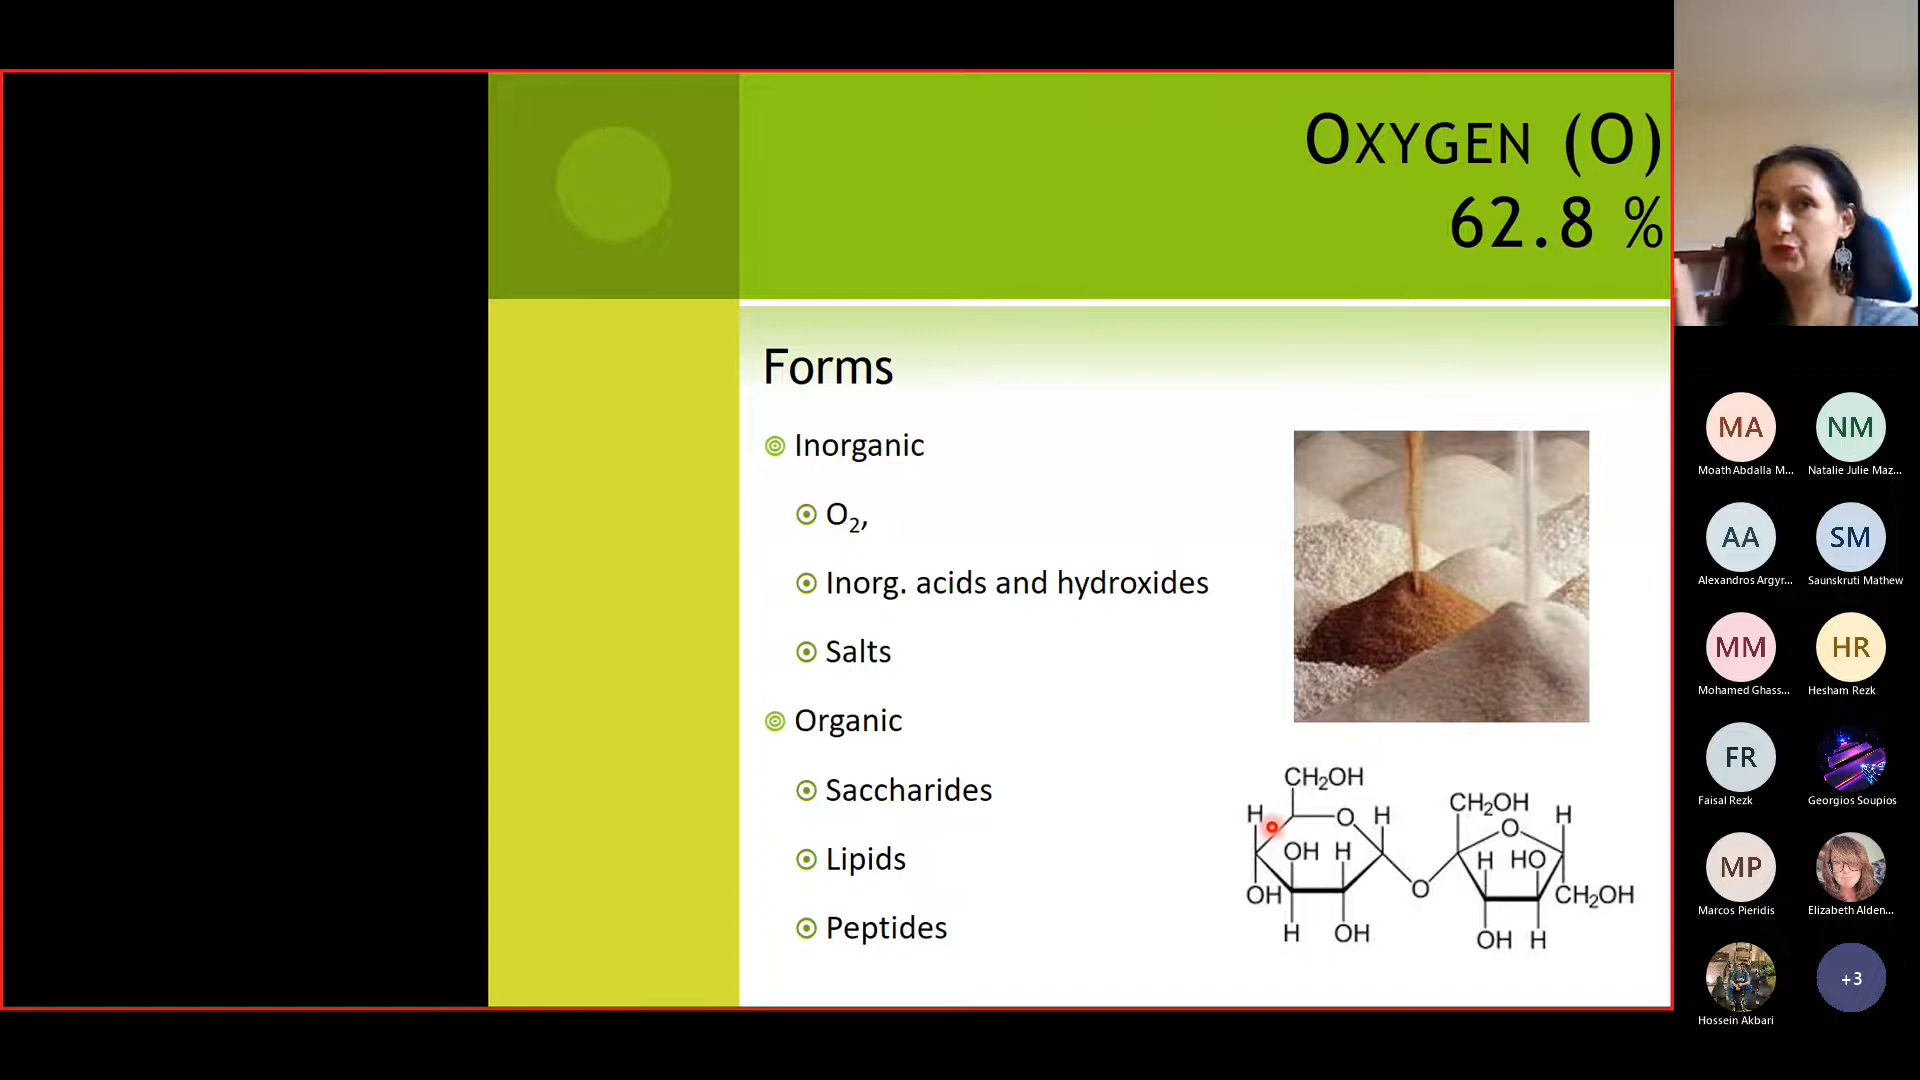 OXYGEN (O)
62.8 %
Forms
Inorganic
O₂,
Inorg. acids and hydroxides
Salts
Organic
Saccharides
Lipids
Peptides
CH₂OH
H
O
H
OH
H
OH
H
OH
O
CH₂OH
O
H
H
HO
CH₂OH
OH
H
MA
NM
Moath Abdalla M...
Natalie Julie Maz...
AA
SM
Alexandros Argyr...
Saunskruti Mathew
MM
HR
Mohamed Ghass...
Hesham Rezk
FR
Faisal Rezk
Georgios Soupios
MP
Marcos Pieridis
Elizabeth Alden...
+3
Hossein Akbari